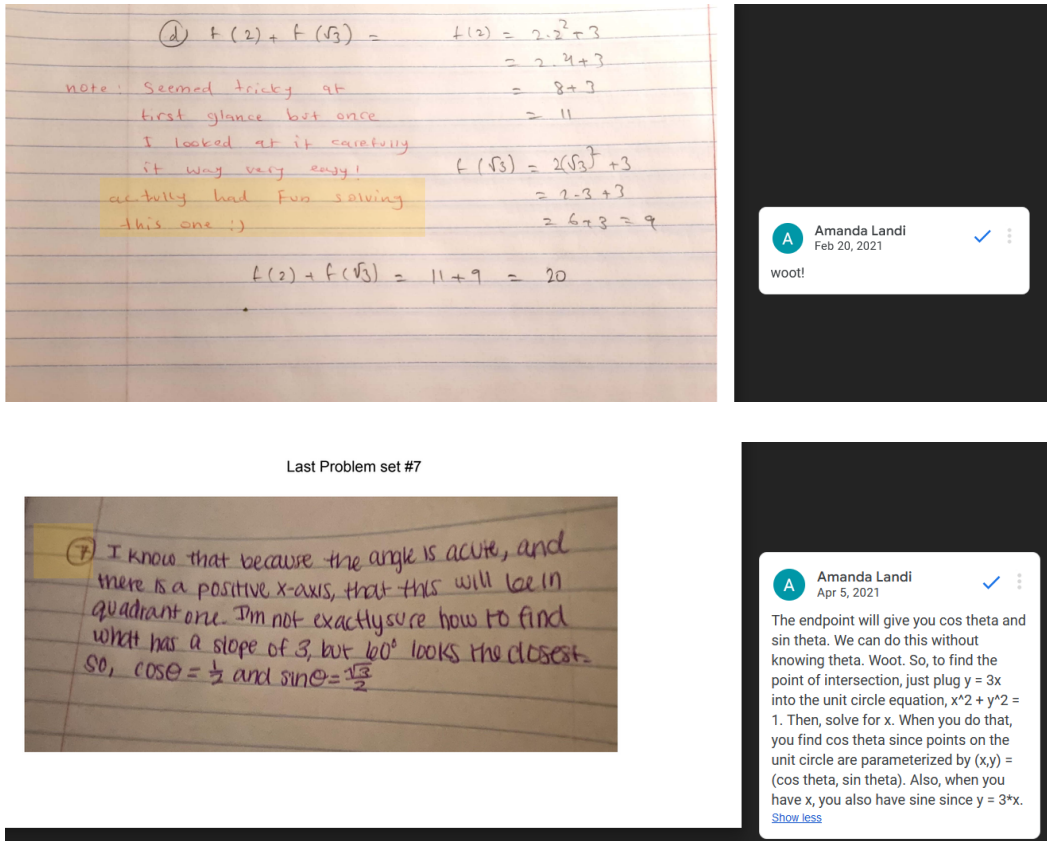 (d) f(2) + f(√3) =
f(2) = 2.2² + 3
= 2.4+3
= 8+3
= 11
note: Seemed tricky at
first glance but once
I looked at it carefully
it way very easy!
actully had fun solving
this one :)
f(√3) = 2(√3)² +3
= 2.3 +3
= 6+3 = 9
f(2) + f(√3) = 11+9 = 20
A
Amanda Landi
Feb 20, 2021
woot!
Last Problem set #7
(7) I know that because the angle is acute, and
there is a positive x-axis, that this will be in
quadrant one. I'm not exactly sure how to find
what has a slope of 3, but 60° looks the closest.
So, cosθ = 1/2 and sinθ = √3/2
A
Amanda Landi
Apr 5, 2021
The endpoint will give you cos theta and
sin theta. We can do this without
knowing theta. Woot. So, to find the
point of intersection, just plug y = 3x
into the unit circle equation, x^2 + y^2 =
1. Then, solve for x. When you do that,
you find cos theta since points on the
unit circle are parameterized by (x,y) =
(cos theta, sin theta). Also, when you
have x, you also have sine since y = 3*x.
Show less